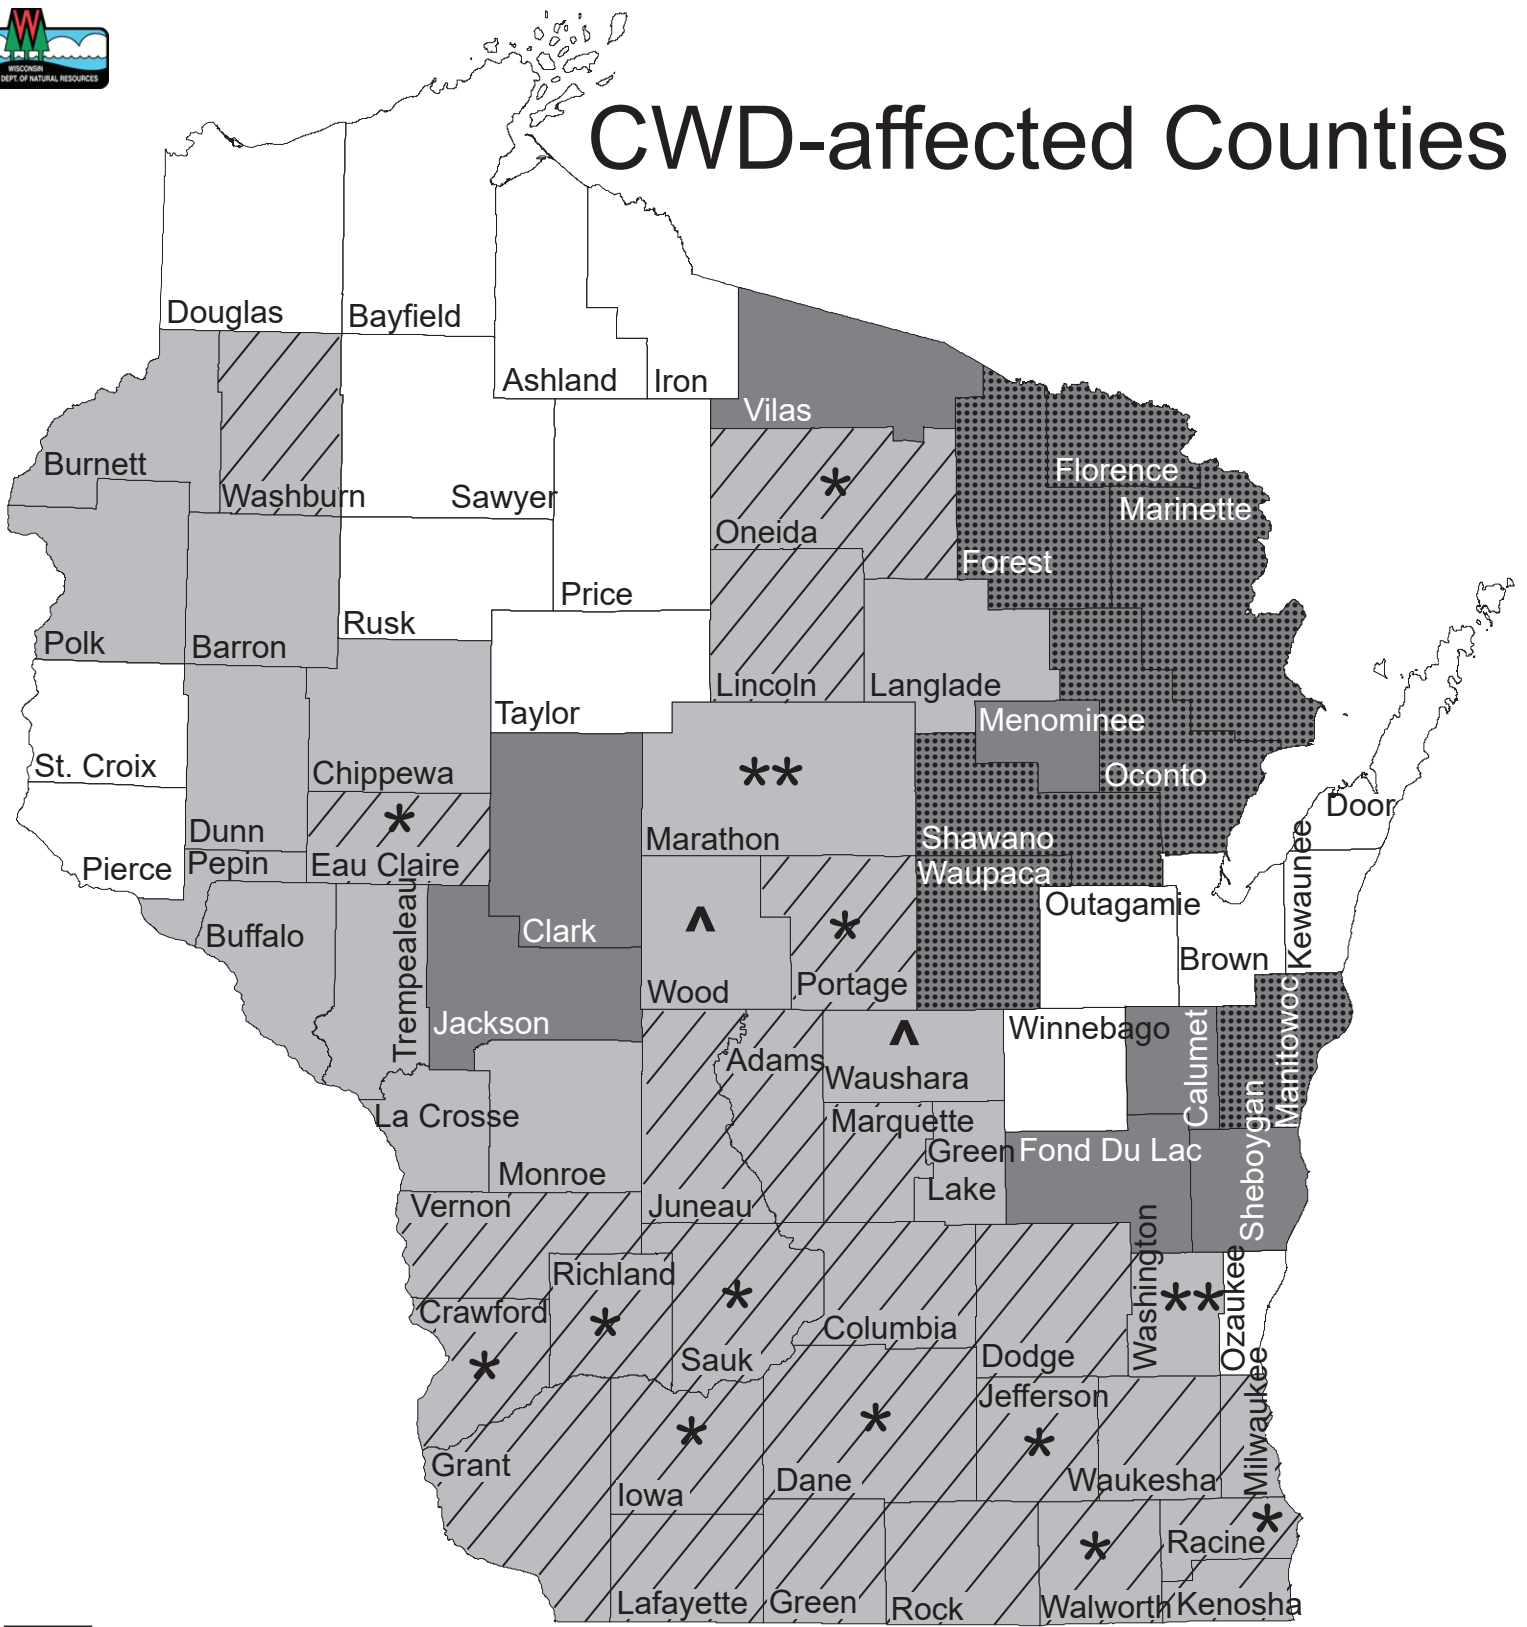 W
WISCONSIN
DEPT. OF NATURAL RESOURCES
CWD-affected Counties
Douglas
Bayfield
Ashland
Iron
Vilas
Burnett
Washburn
Sawyer
*
Oneida
Florence
Marinette
Forest
Polk
Barron
Rusk
Price
Lincoln
Langlade
Taylor
Menominee
St. Croix
Chippewa
**
Oconto
Door
Dunn
*
Marathon
Shawano
Kewaunee
Pierce
Pepin
Eau Claire
Waupaca
Outagamie
Buffalo
Trempealeau
Clark
^
*
Brown
Wood
Portage
Jackson
^
Winnebago
Calumet
Manitowoc
Adams
Waushara
La Crosse
Marquette
Green
Lake
Fond Du Lac
Sheboygan
Monroe
Vernon
Juneau
Washington
Richland
*
**
Ozaukee
Crawford
*
Columbia
*
Sauk
Dodge
Jefferson
Milwaukee
*
*
*
Grant
Iowa
Dane
Waukesha
*
*
Racine
Lafayette
Green
Rock
Walworth
Kenosha